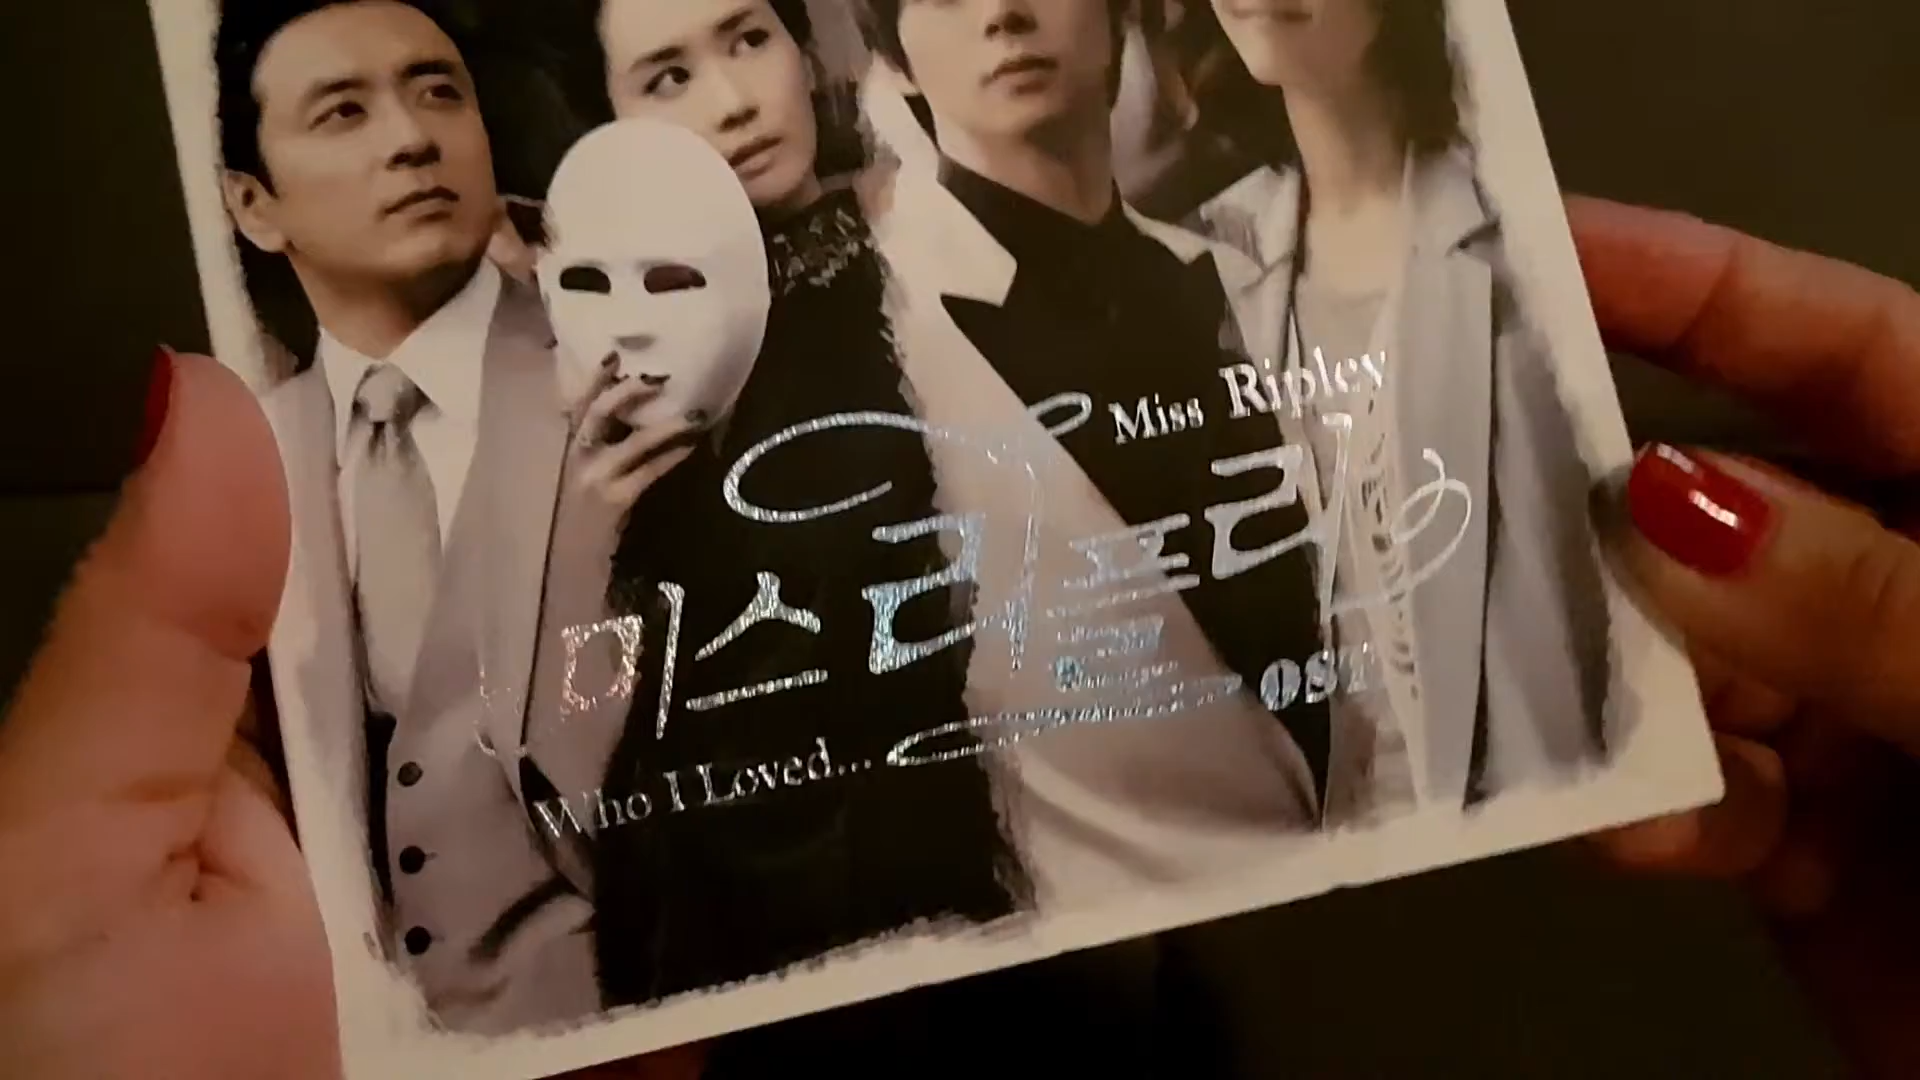 Miss Ripley
미스리플리
OST
Who I Loved...